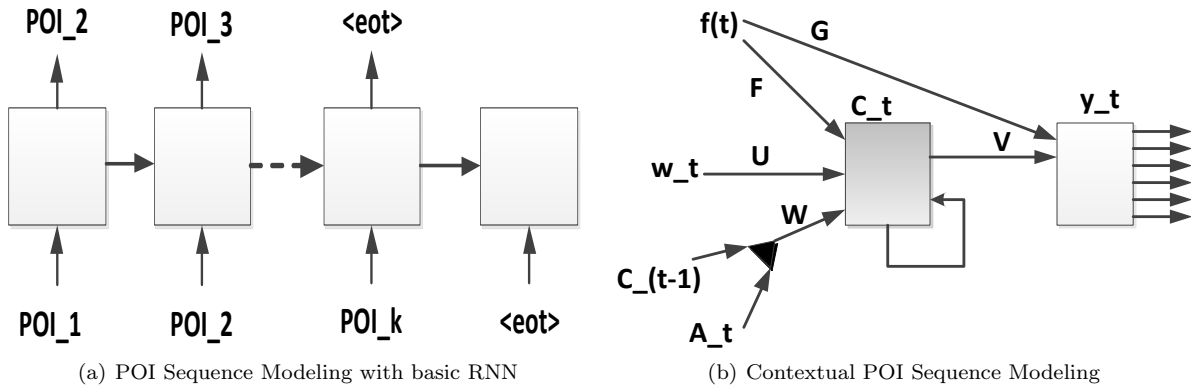 POI_2 POI_3 <eot>
POI_1 POI_2 POI_k <eot>
(a) POI Sequence Modeling with basic RNN
f(t) G
F
C_t
y_t
w_t U
V
W
C_(t-1)
A_t
(b) Contextual POI Sequence Modeling